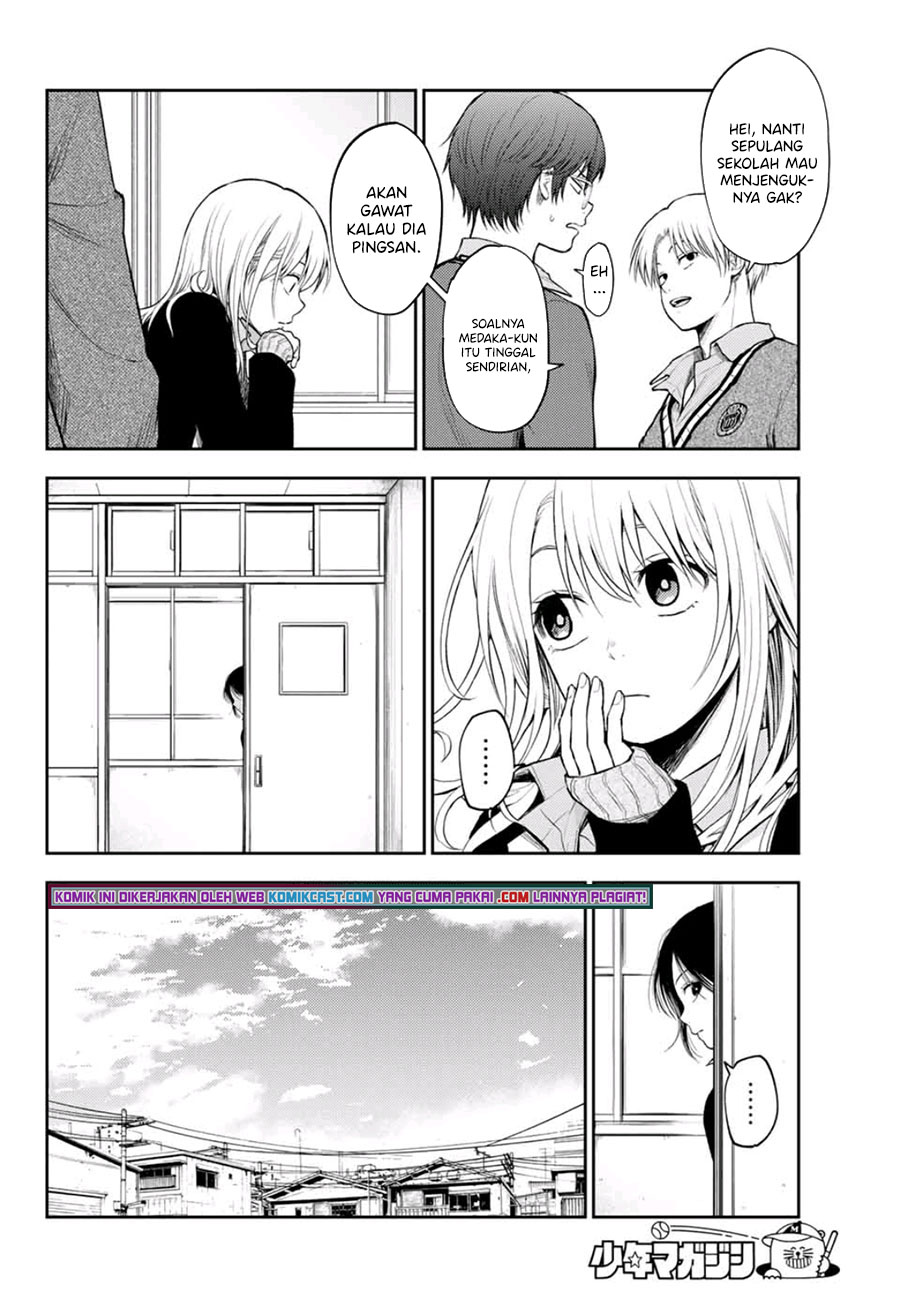 HEI, NANTI
SEPULANG
SEKOLAH MAU
MENJENGUK-
NYA GAK?
EH
...
SOALNYA
MEDAKA-KUN
ITU TINGGAL
SENDIRIAN,
AKAN
GAWAT
KALAU DIA
PINGSAN.
......
......
KOMIK INI DIKERJAKAN OLEH WEB KOMIKCAST.COM YANG CUMA PAKAI .COM LAINNYA PLAGIAT!
少年マガジン
M